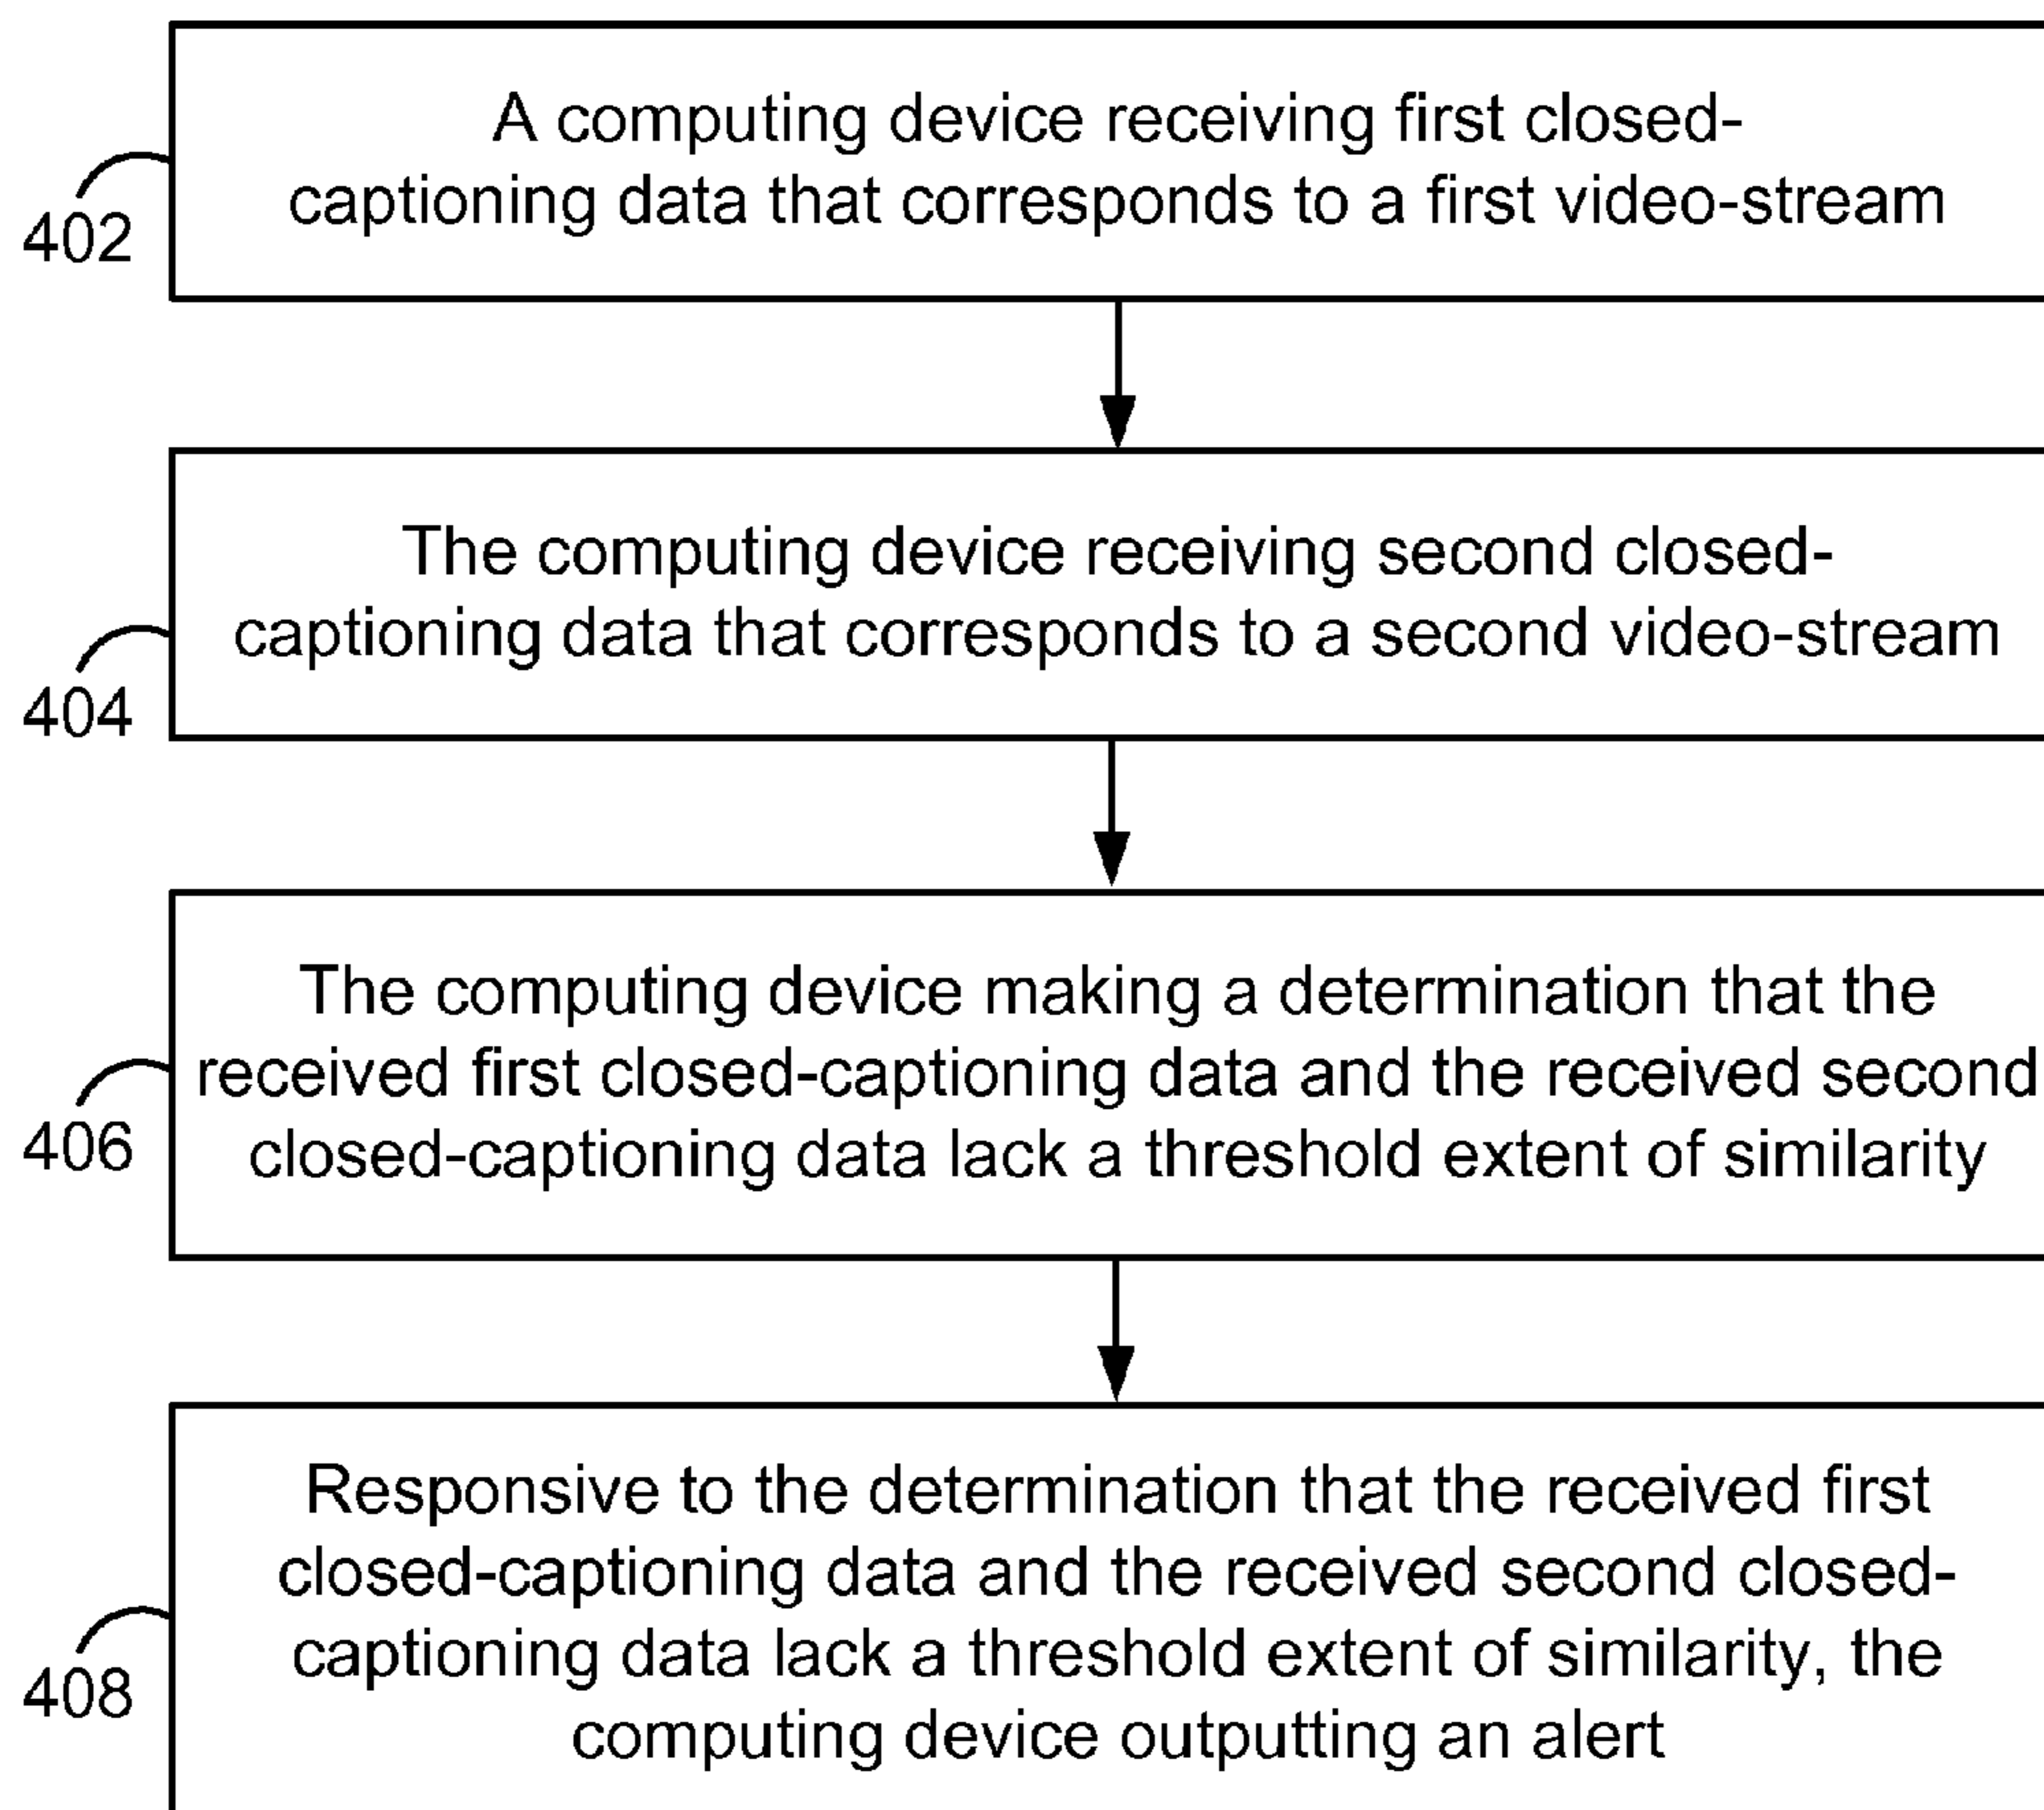 A computing device receiving first closed-
captioning data that corresponds to a first video-stream
402
The computing device receiving second closed-
captioning data that corresponds to a second video-stream
404
The computing device making a determination that the
received first closed-captioning data and the received second
closed-captioning data lack a threshold extent of similarity
406
Responsive to the determination that the received first
closed-captioning data and the received second closed-
captioning data lack a threshold extent of similarity, the
computing device outputting an alert
408